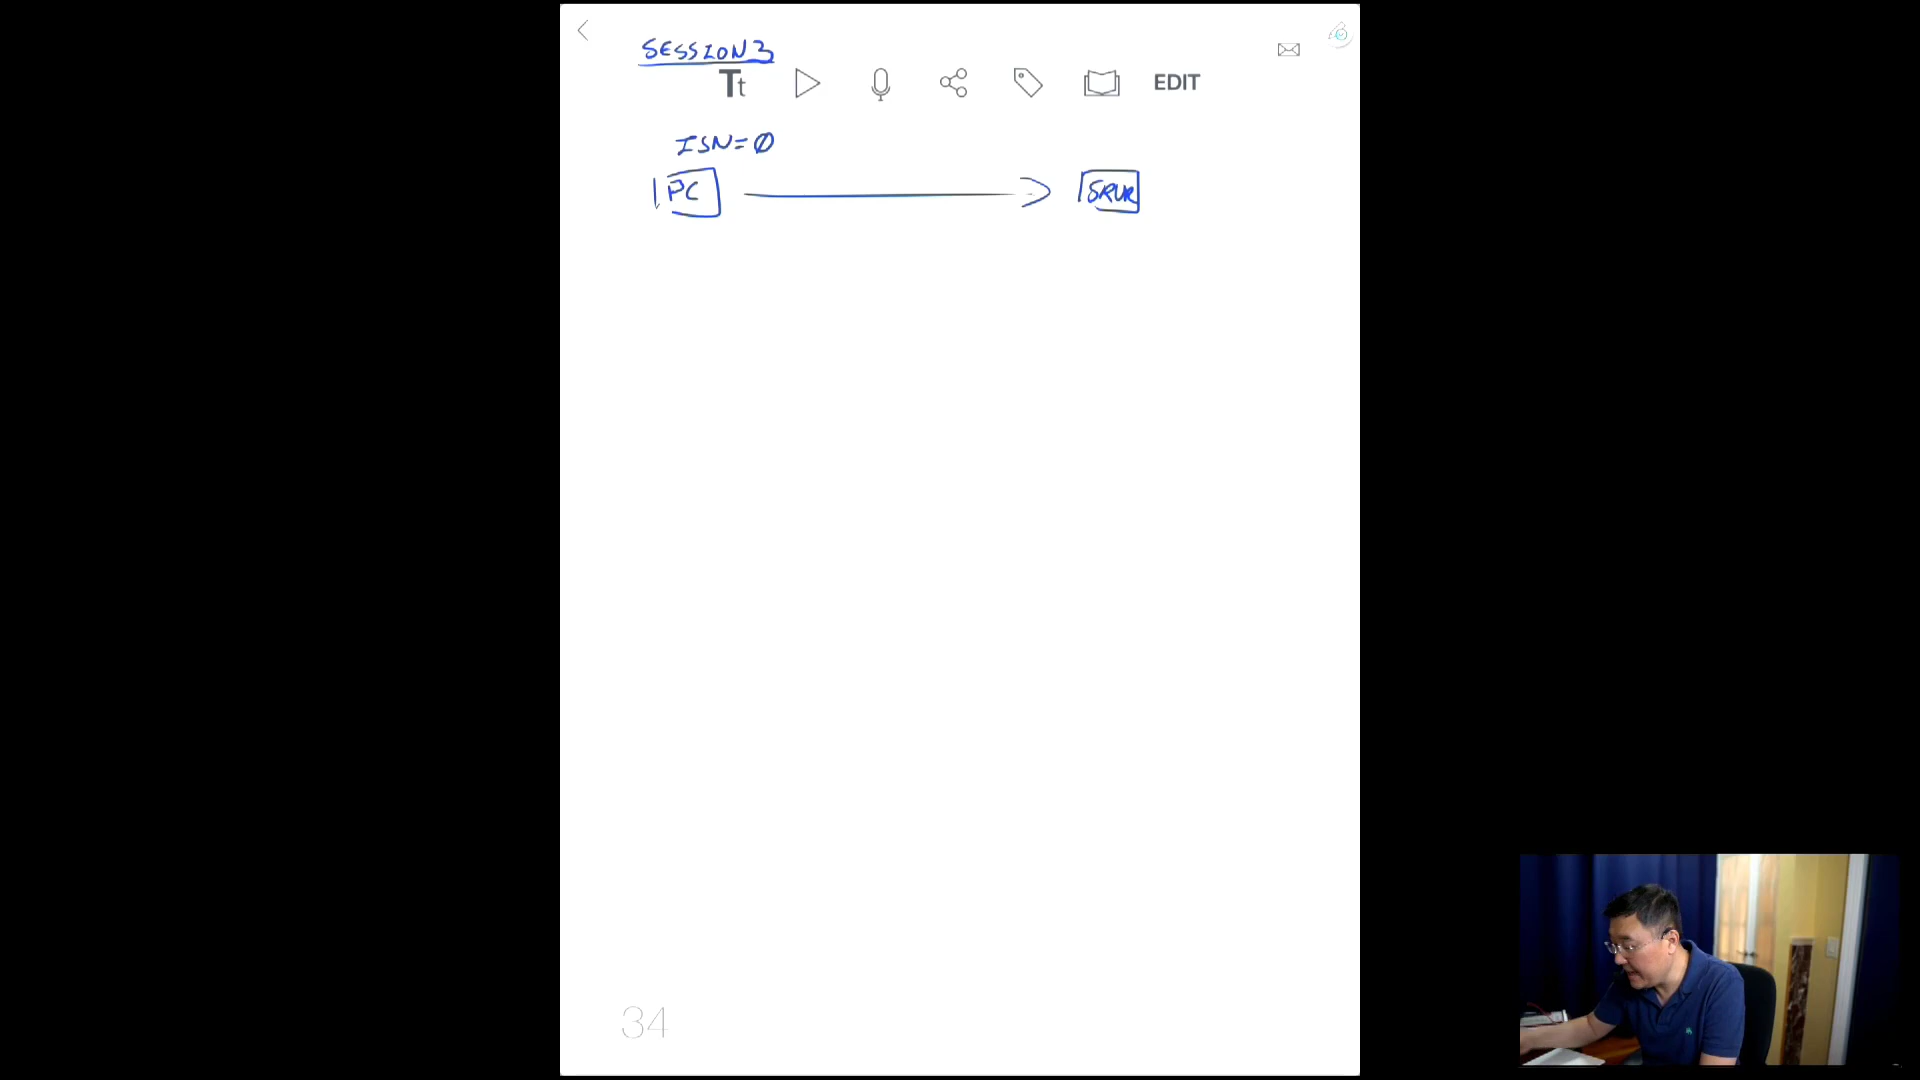 SESSION 3
Tt EDIT
ISN=Ø
PC SRVR
34